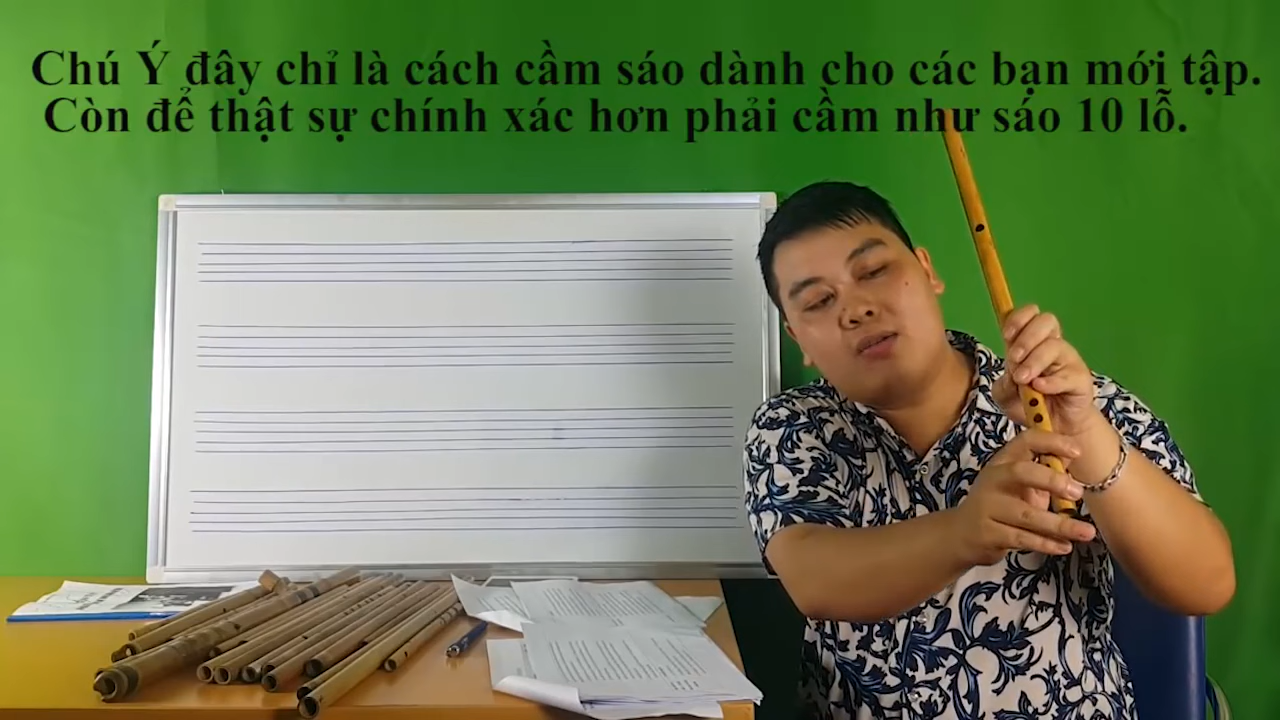 Chú Ý đây chỉ là cách cầm sáo dành cho các bạn mới tập.
Còn để thật sự chính xác hơn phải cầm như sáo 10 lỗ.